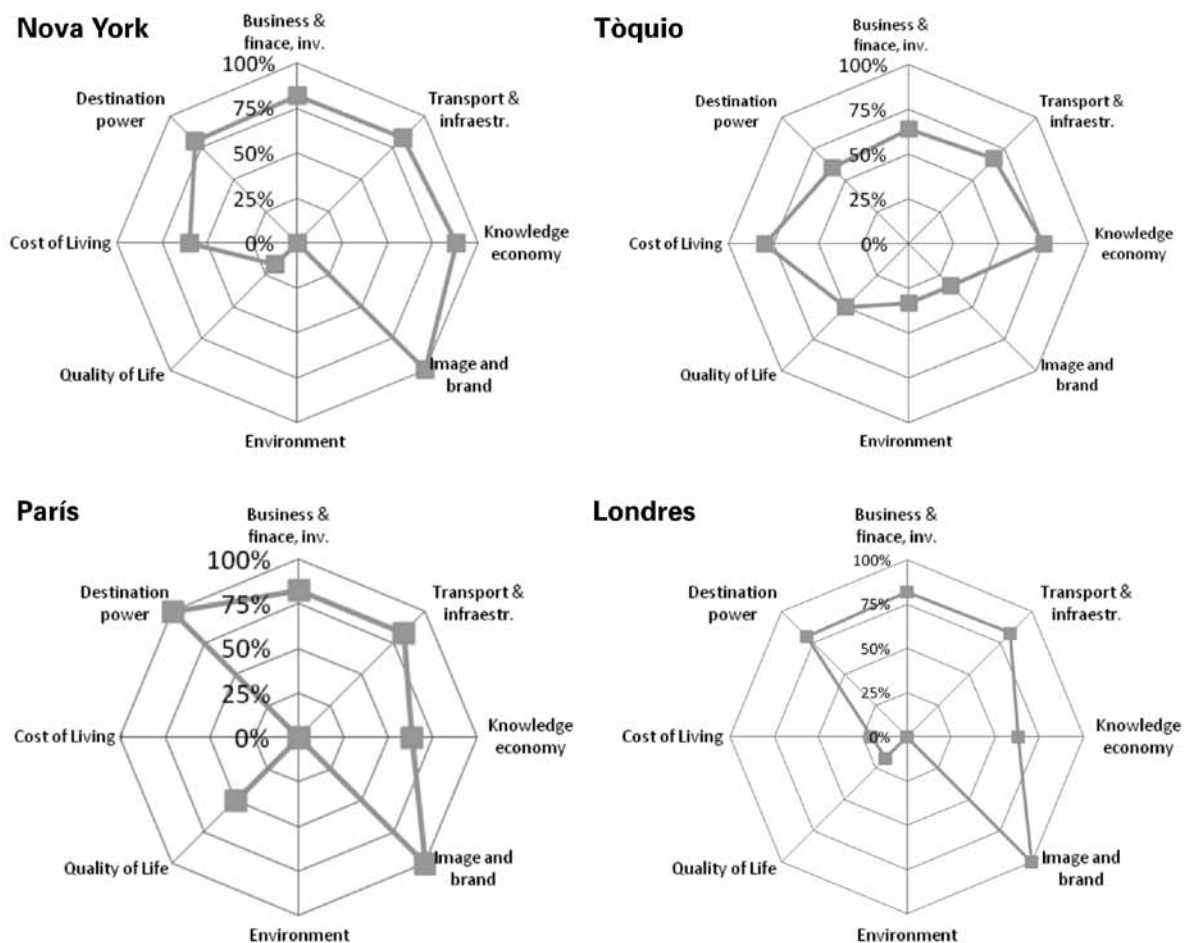 Nova York
Business &
finace, inv.
100%
75%
50%
25%
0%
Transport &
infraestr.
Knowledge
economy
Image and
brand
Environment
Quality of Life
Cost of Living
Destination
power
Tòquio
Business &
finace, inv.
100%
75%
50%
25%
0%
Transport &
infraestr.
Knowledge
economy
Image and
brand
Environment
Quality of Life
Cost of Living
Destination
power
París
Business &
finace, inv.
100%
75%
50%
25%
0%
Transport &
infraestr.
Knowledge
economy
Image and
brand
Environment
Quality of Life
Cost of Living
Destination
power
Londres
Business &
finace, inv.
100%
75%
50%
25%
0%
Transport &
infraestr.
Knowledge
economy
Image and
brand
Environment
Quality of Life
Cost of Living
Destination
power